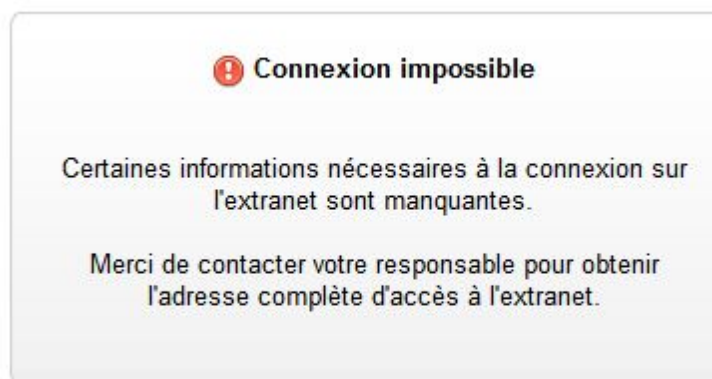 Connexion impossible
Certaines informations nécessaires à la connexion sur
l'extranet sont manquantes.
Merci de contacter votre responsable pour obtenir
l'adresse complète d'accès à l'extranet.